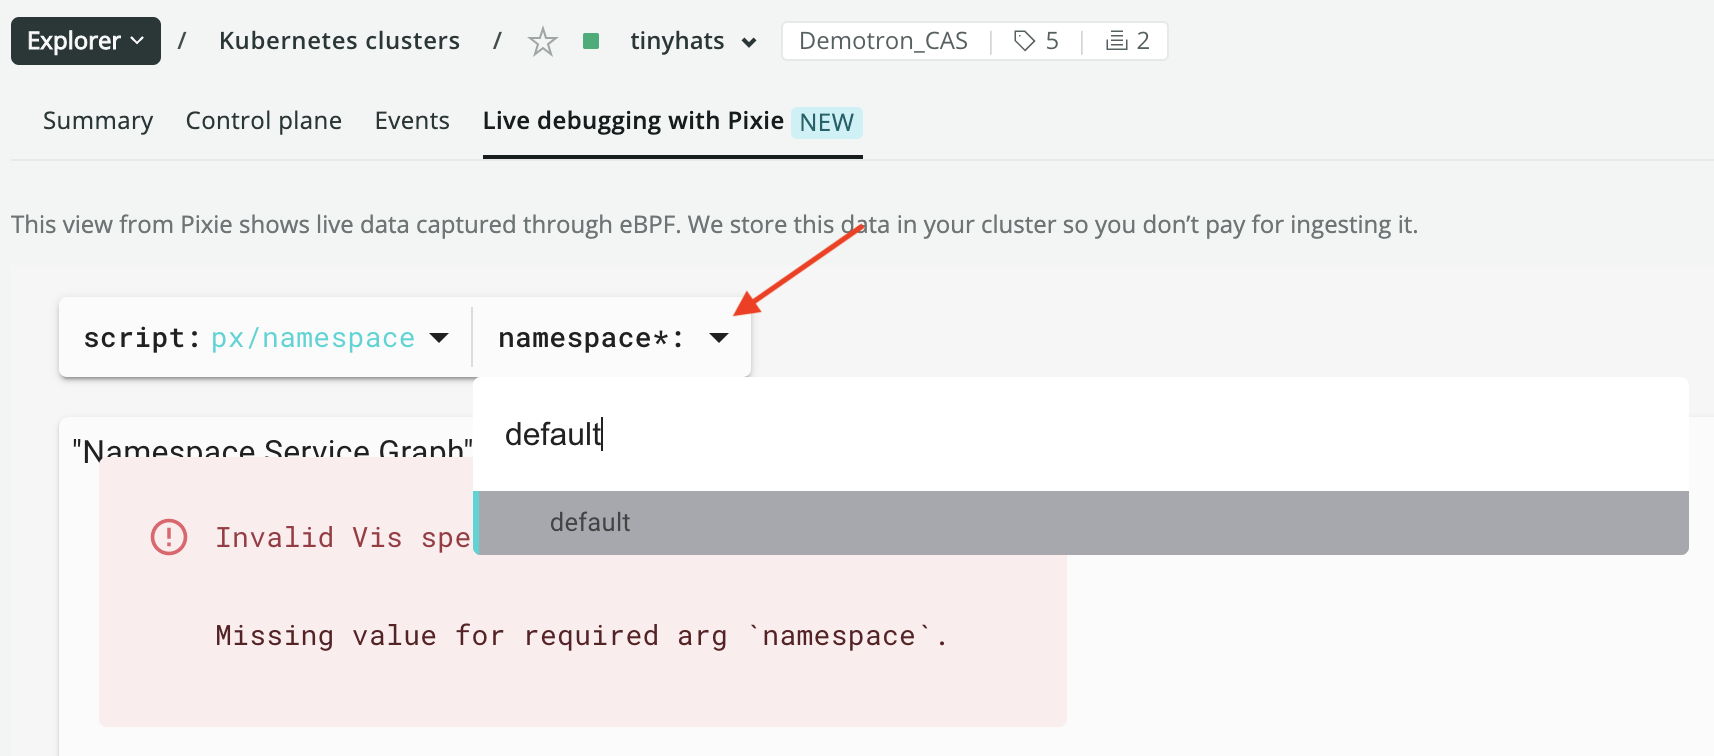 Explorer / Kubernetes clusters / tinyhats Demotron_CAS 5 2
Summary Control plane Events Live debugging with Pixie NEW
This view from Pixie shows live data captured through eBPF. We store this data in your cluster so you don’t pay for ingesting it.
script: px/namespace namespace*:
default
"Namespace Service Graph"
default
Invalid Vis spe
Missing value for required arg `namespace`.